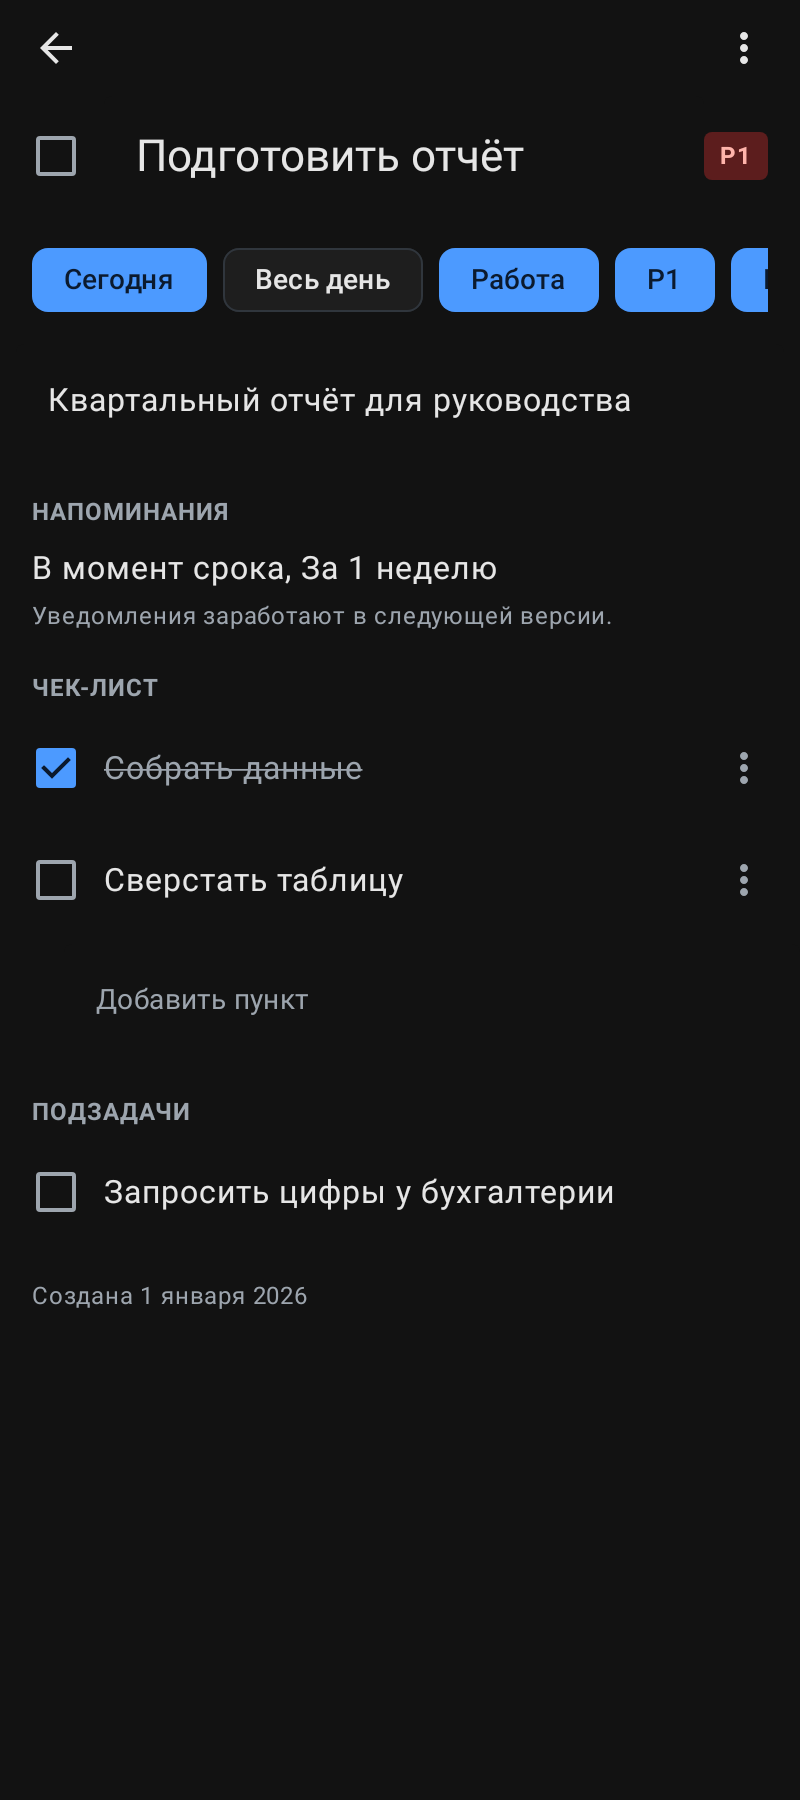 Подготовить отчёт P1
Сегодня Весь день Работа P1
Квартальный отчёт для руководства
НАПОМИНАНИЯ
В момент срока, За 1 неделю
Уведомления заработают в следующей версии.
ЧЕК-ЛИСТ
Собрать данные
Сверстать таблицу
Добавить пункт
ПОДЗАДАЧИ
Запросить цифры у бухгалтерии
Создана 1 января 2026